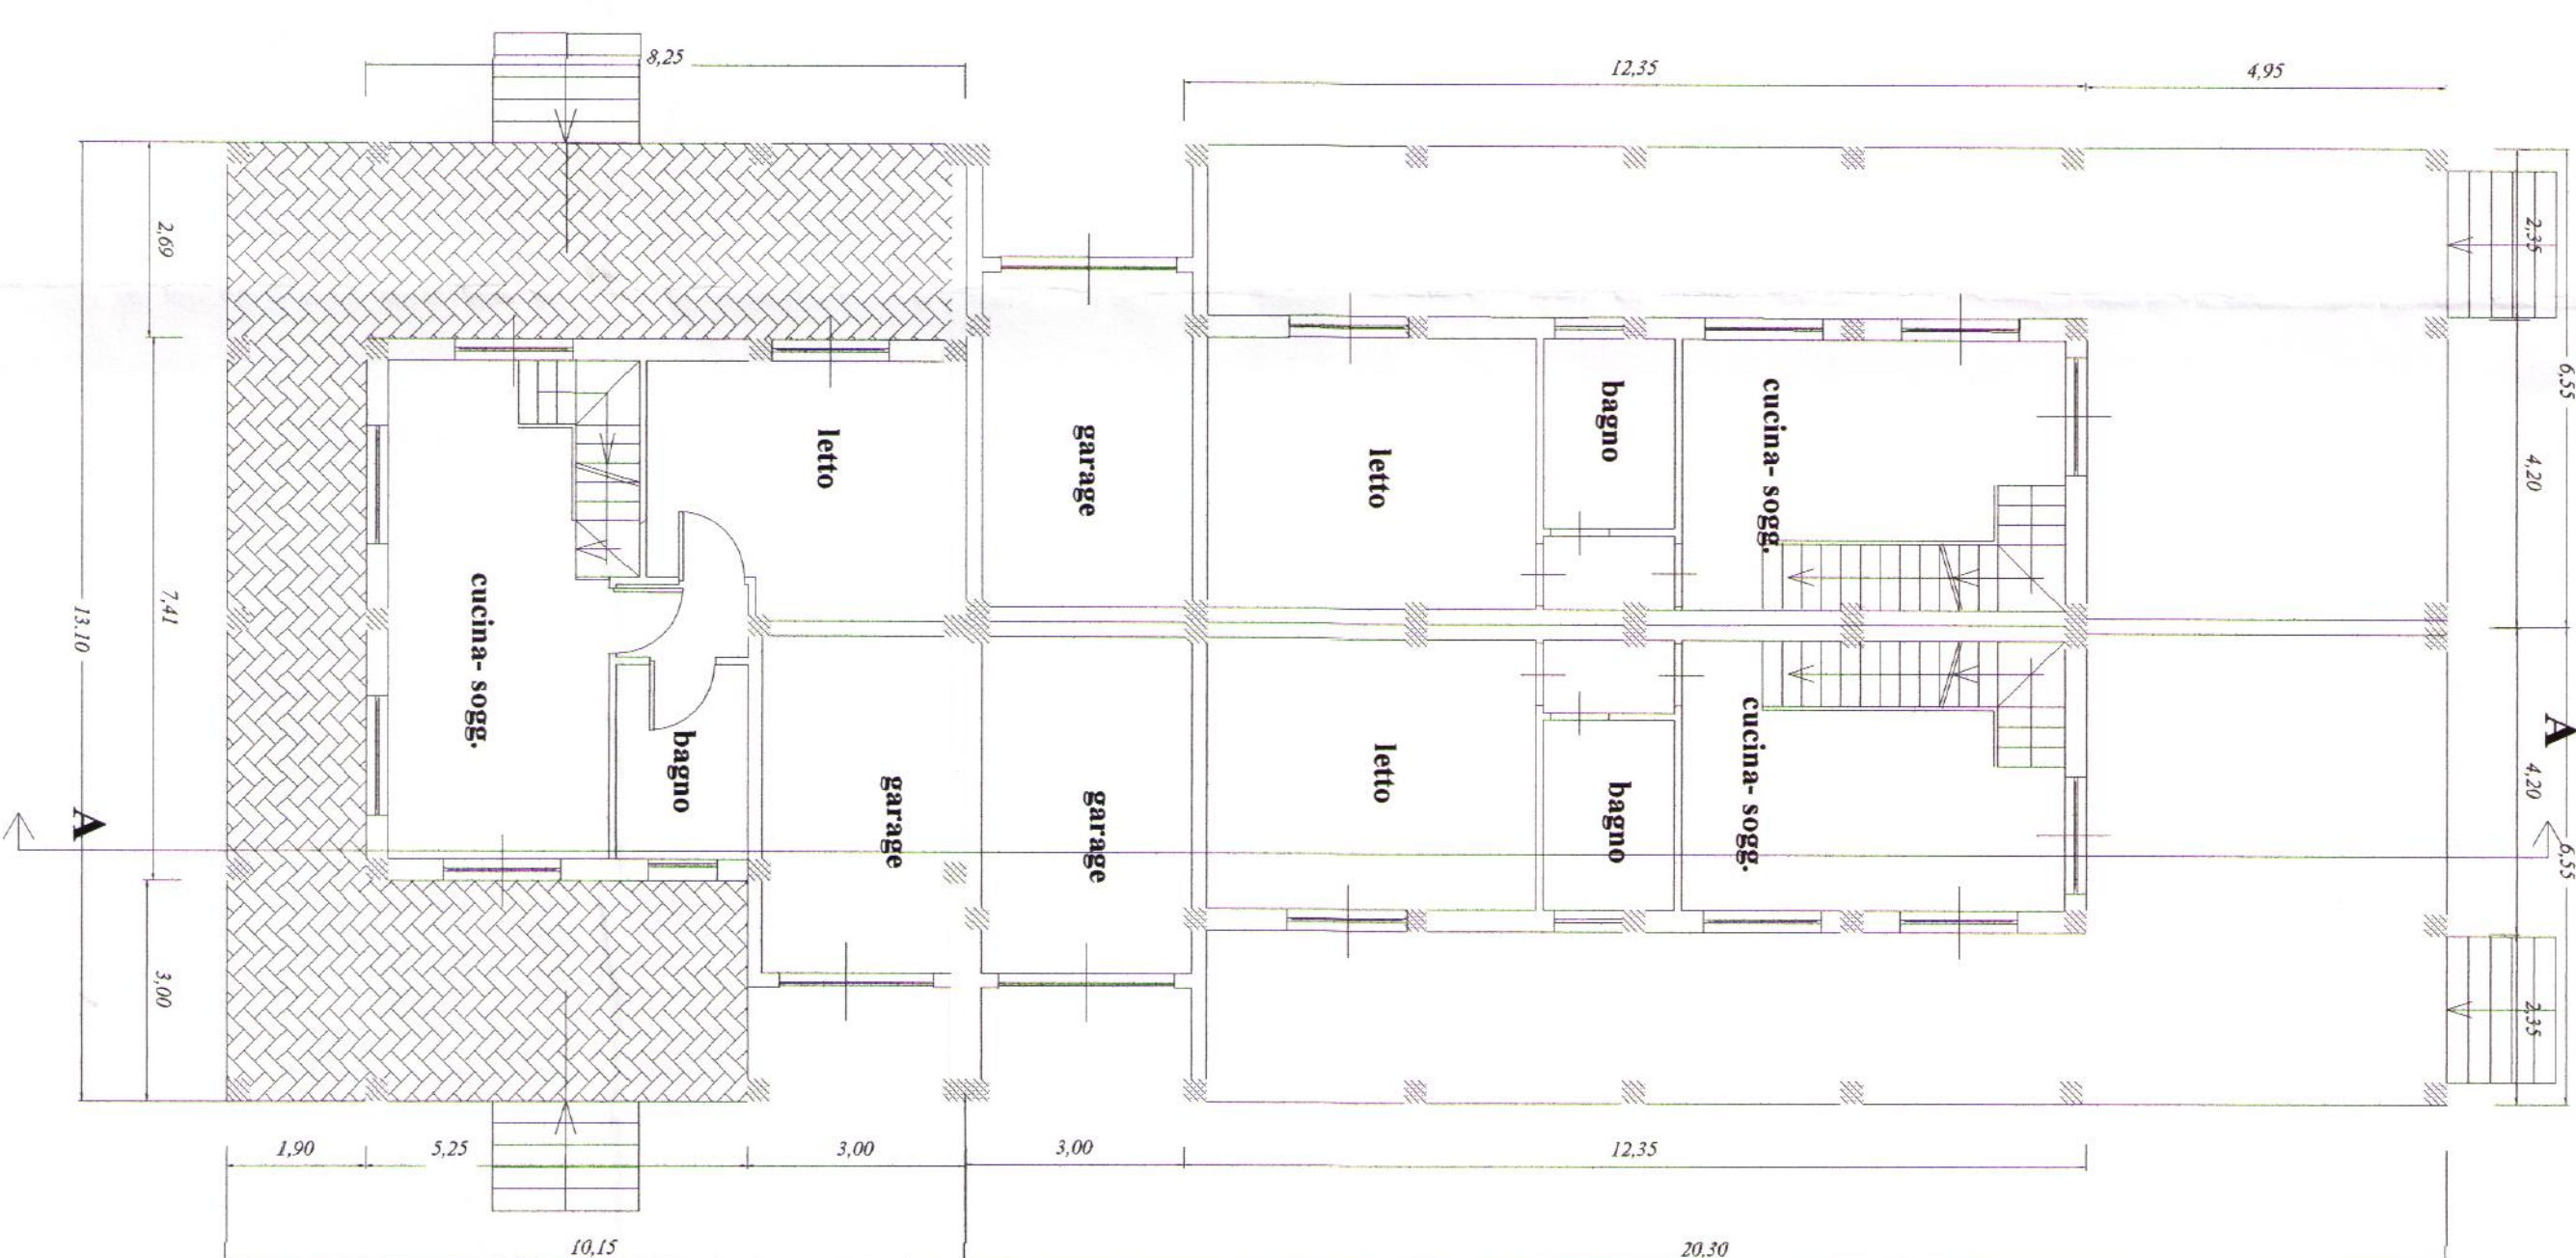 8,25
12,35
4,95
2,69
7,41
13.10
3,00
A
cucina- sogg.
letto
bagno
garage
garage
garage
letto
bagno
cucina- sogg.
letto
bagno
cucina- sogg.
2,35
6,55
4,20
A
4,20
6,55
2,35
1,90
5,25
3,00
3,00
12,35
10,15
20,30